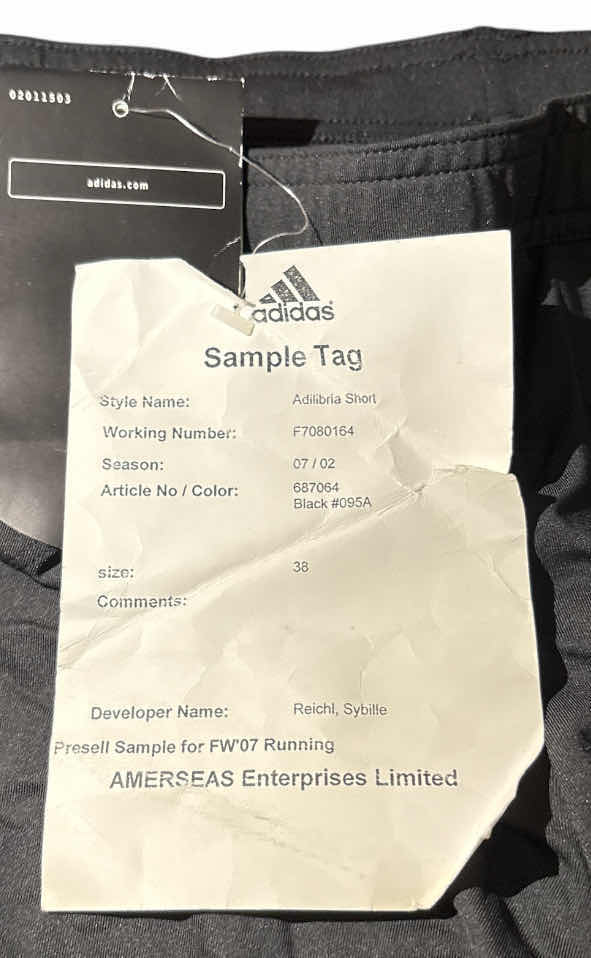 02011503
adidas.com
adidas
Sample Tag
Style Name: Adilibria Short
Working Number: F7080164
Season: 07 / 02
Article No / Color: 687064
Black #095A
size: 38
Comments:
Developer Name: Reichl, Sybille
Presell Sample for FW'07 Running
AMERSEAS Enterprises Limited